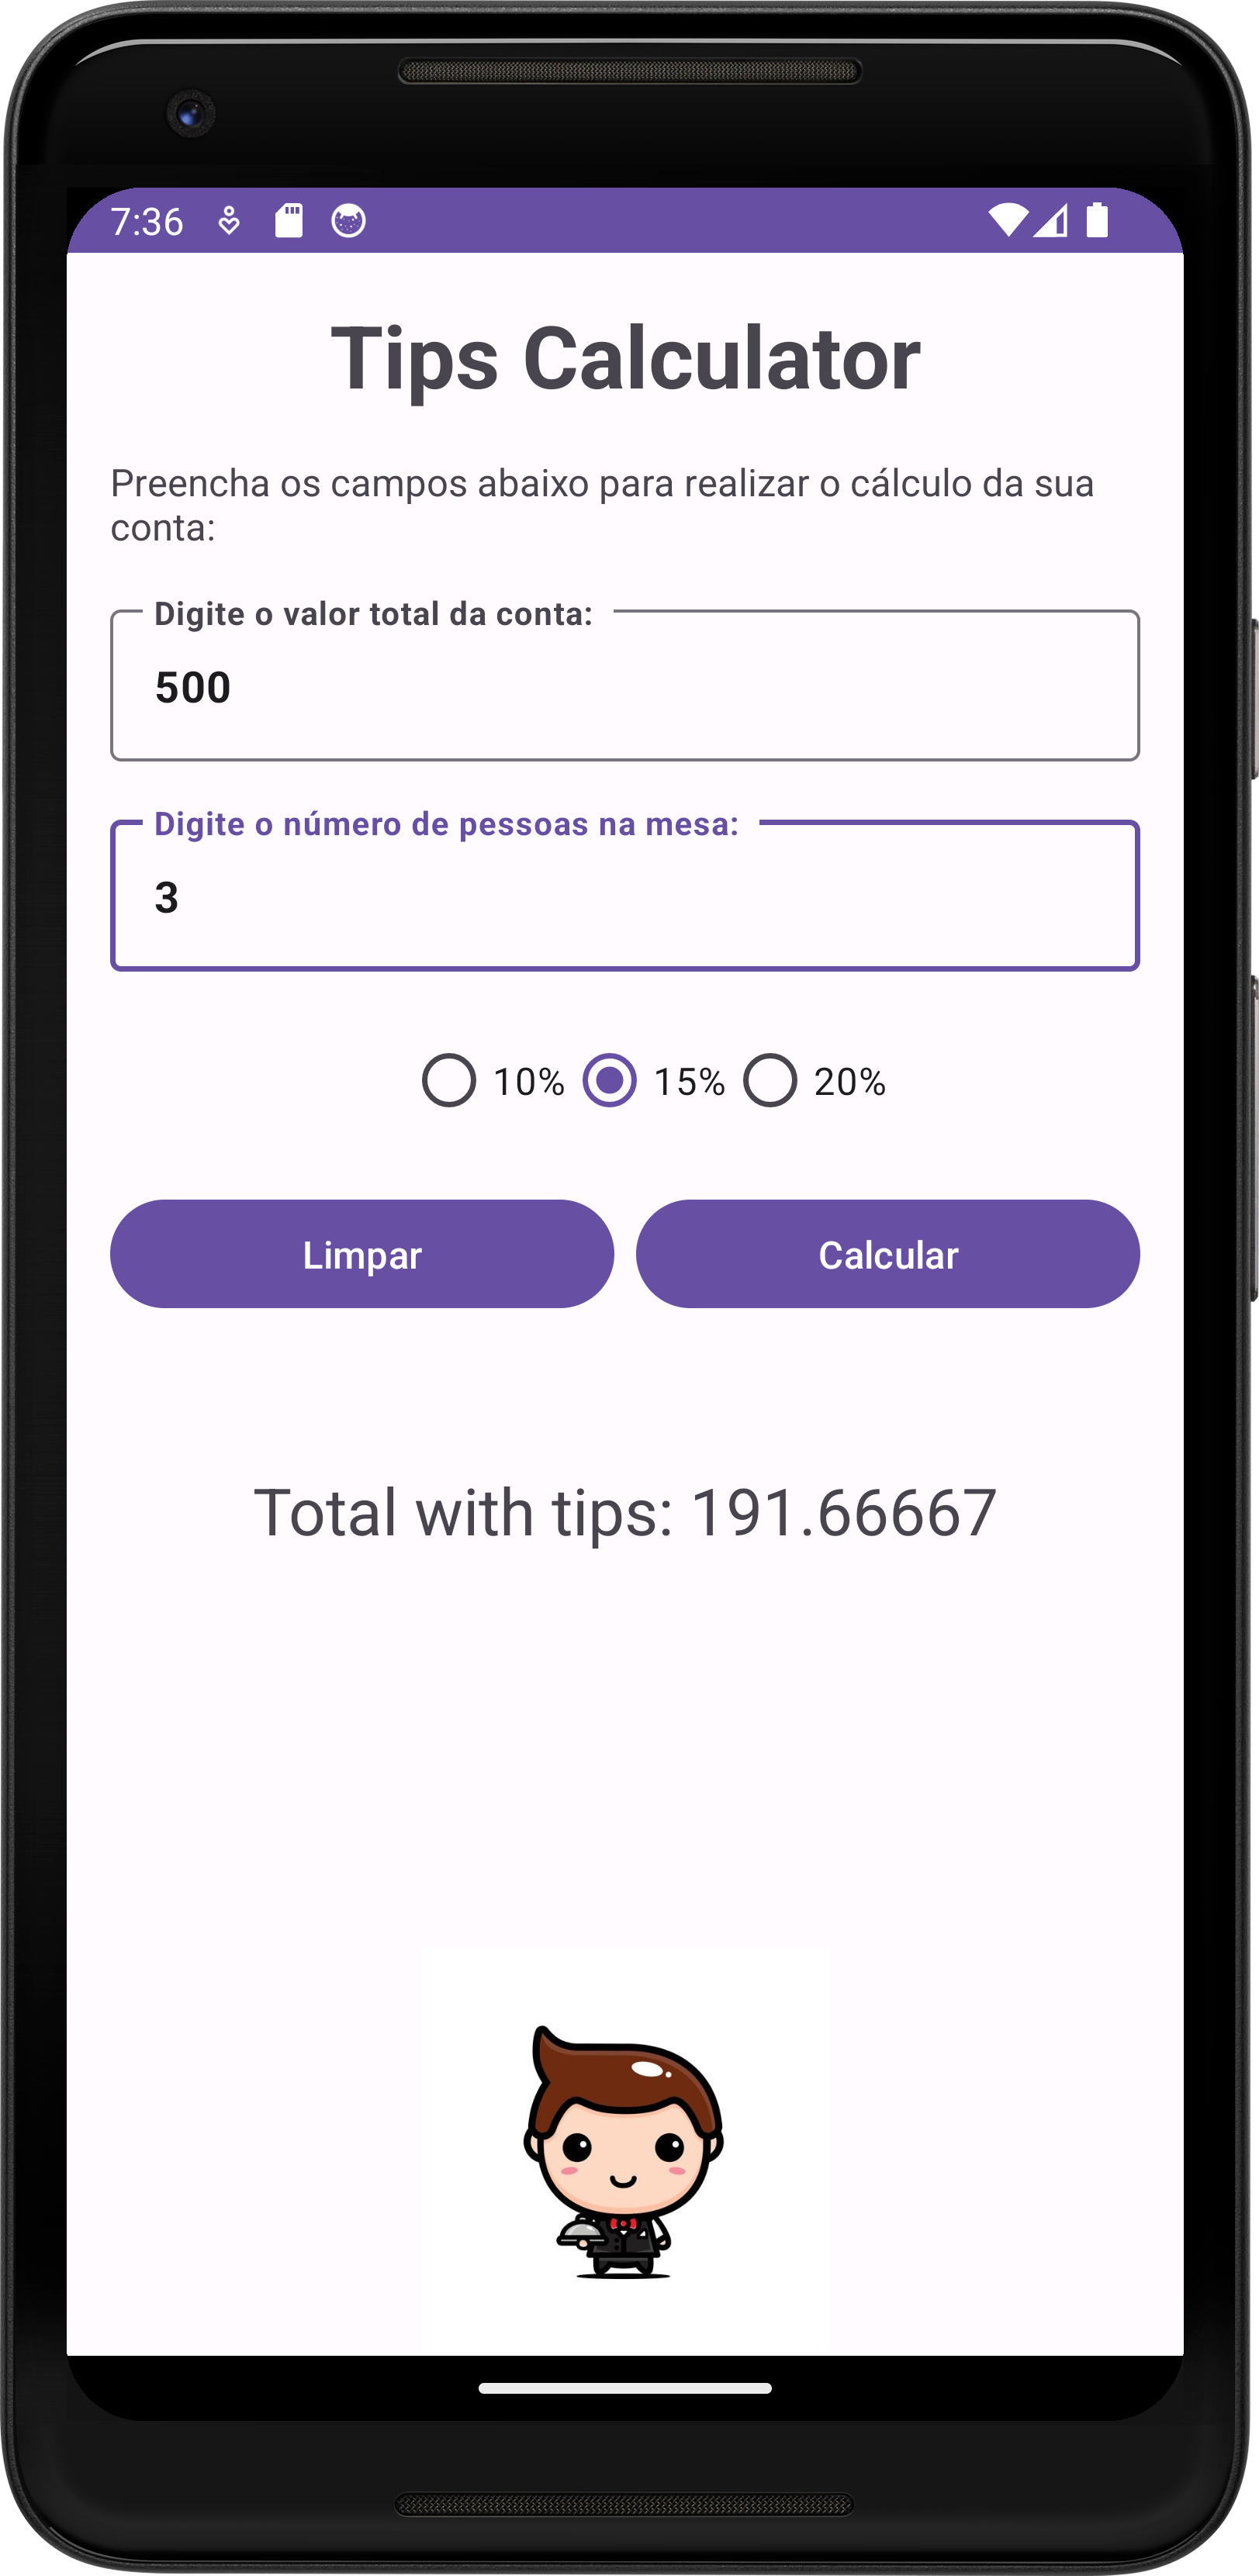 7:36
Tips Calculator
Preencha os campos abaixo para realizar o cálculo da sua
conta:
Digite o valor total da conta:
500
Digite o número de pessoas na mesa:
3
10% 15% 20%
Limpar Calcular
Total with tips: 191.66667